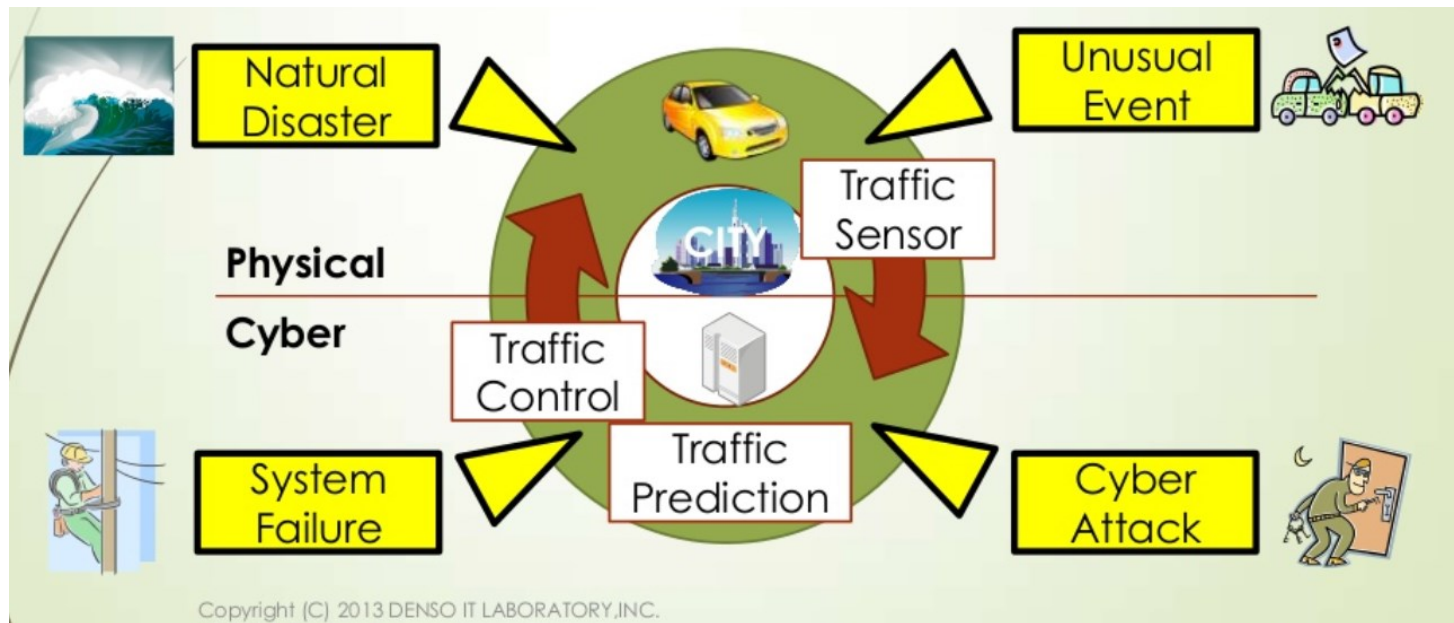 Natural
Disaster
Unusual
Event
Traffic
Sensor
CITY
Physical
Cyber
Traffic
Control
Traffic
Prediction
System
Failure
Cyber
Attack
Copyright (C) 2013 DENSO IT LABORATORY,INC.